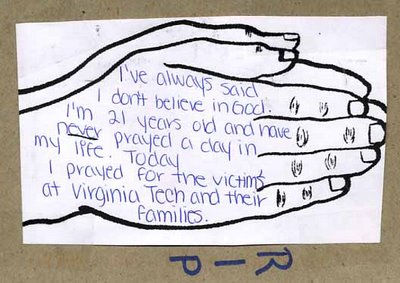 I've always said
I don't believe in God.
I'm 21 years old and have
never prayed a day in
my life. Today
I prayed for the victims
at Virginia Tech and their
families.
RIP